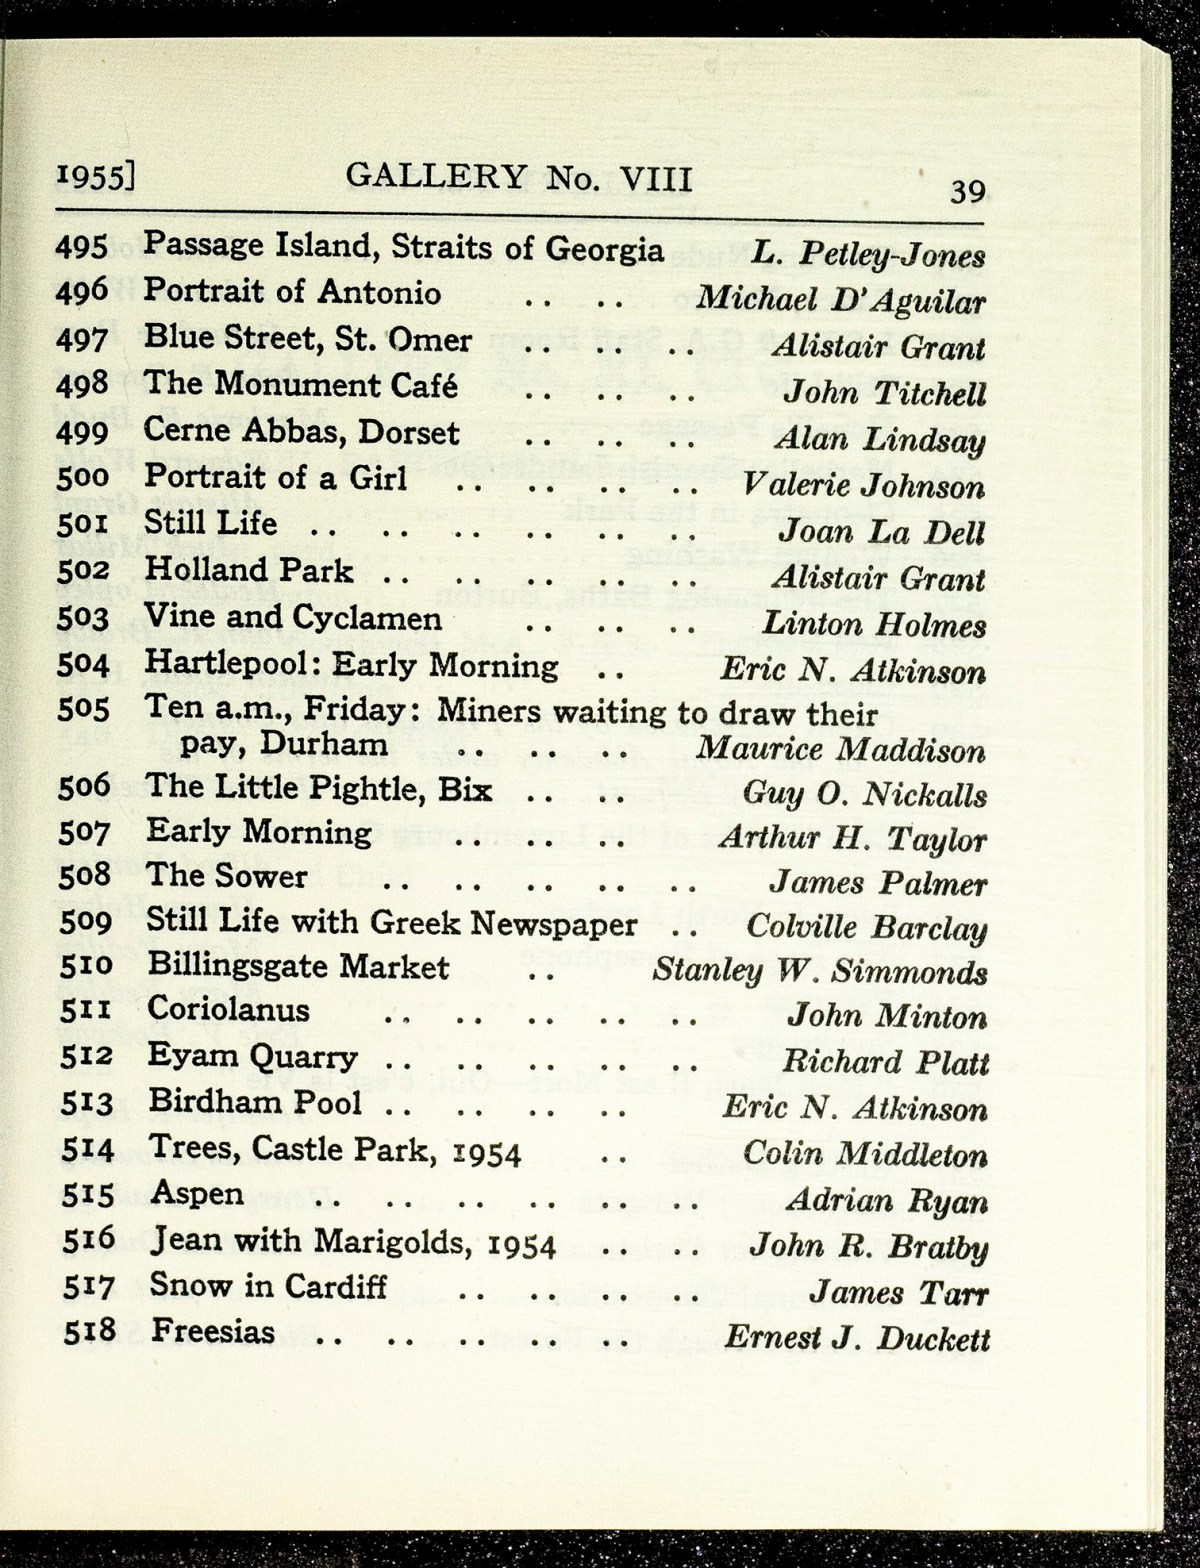 1955] GALLERY No. VIII 39
495 Passage Island, Straits of Georgia L. Petley-Jones
496 Portrait of Antonio .. .. Michael D'Aguilar
497 Blue Street, St. Omer .. .. .. Alistair Grant
498 The Monument Café .. .. .. John Titchell
499 Cerne Abbas, Dorset .. .. .. Alan Lindsay
500 Portrait of a Girl .. .. .. .. Valerie Johnson
501 Still Life .. .. .. .. .. .. Joan La Dell
502 Holland Park .. .. .. .. .. Alistair Grant
503 Vine and Cyclamen .. .. .. Linton Holmes
504 Hartlepool: Early Morning .. Eric N. Atkinson
505 Ten a.m., Friday: Miners waiting to draw their
pay, Durham .. .. .. Maurice Maddison
506 The Little Pightle, Bix .. .. Guy O. Nickalls
507 Early Morning .. .. .. Arthur H. Taylor
508 The Sower .. .. .. .. .. James Palmer
509 Still Life with Greek Newspaper .. Colville Barclay
510 Billingsgate Market .. Stanley W. Simmonds
511 Coriolanus .. .. .. .. .. John Minton
512 Eyam Quarry .. .. .. .. .. Richard Platt
513 Birdham Pool .. .. .. .. Eric N. Atkinson
514 Trees, Castle Park, 1954 .. Colin Middleton
515 Aspen .. .. .. .. .. .. Adrian Ryan
516 Jean with Marigolds, 1954 .. .. John R. Bratby
517 Snow in Cardiff .. .. .. .. James Tarr
518 Freesias .. .. .. .. .. Ernest J. Duckett